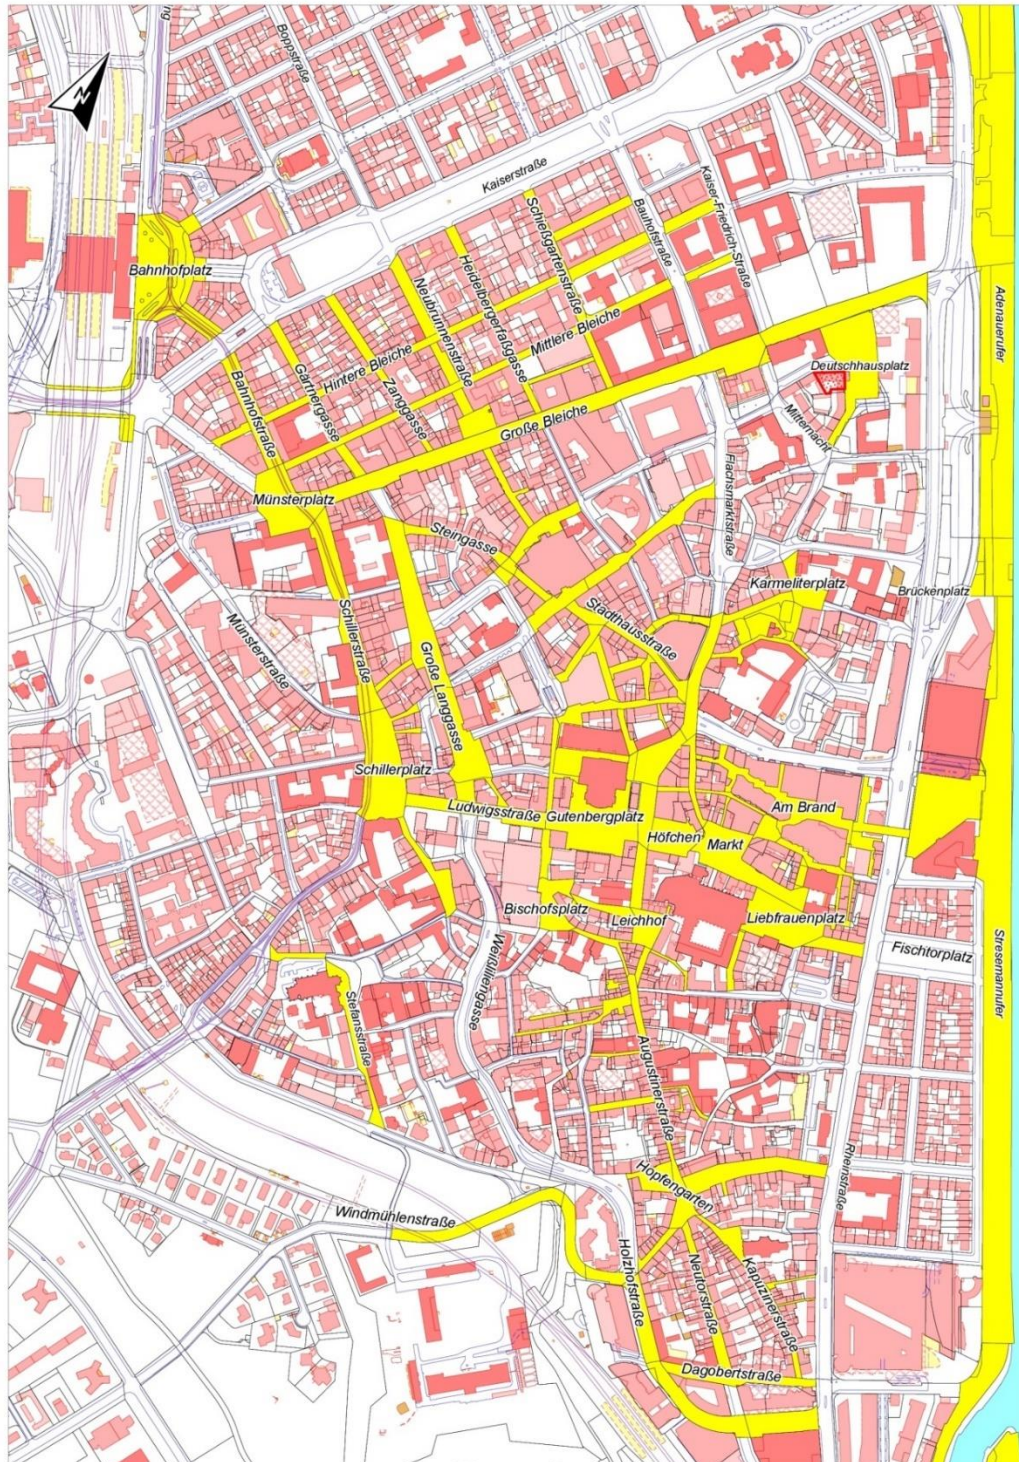 ng
Boppstraße
N
Kaiserstraße
Kaiser-Friedrich-Straße
Bauhofstraße
Schießgartenstraße
Bahnhofplatz
Heidelbergerfaßgasse
Neubrunnenstraße
Adenauerufer
Mittlere Bleiche
Hintere Bleiche
Gärtnergasse
Zanggasse
Bahnhofstraße
Deutschhausplatz
Große Bleiche
Mitternacht
Münsterplatz
Flachsmarktstraße
Steingasse
Karmeliterplatz
Brückenplatz
Stadthausstraße
Schillerstraße
Münsterstraße
Große Langgasse
Schillerplatz
Ludwigsstraße
Gutenbergplatz
Am Brand
Höfchen
Markt
Bischofsplatz
Leichhof
Liebfrauenplatz
Fischtorplatz
Stresemannufer
Weißliliengasse
Stefansstraße
Augustinerstraße
Rheinstraße
Hopfengarten
Windmühlenstraße
Holzhofstraße
Neutorstraße
Kapuzinerstraße
Dagobertstraße